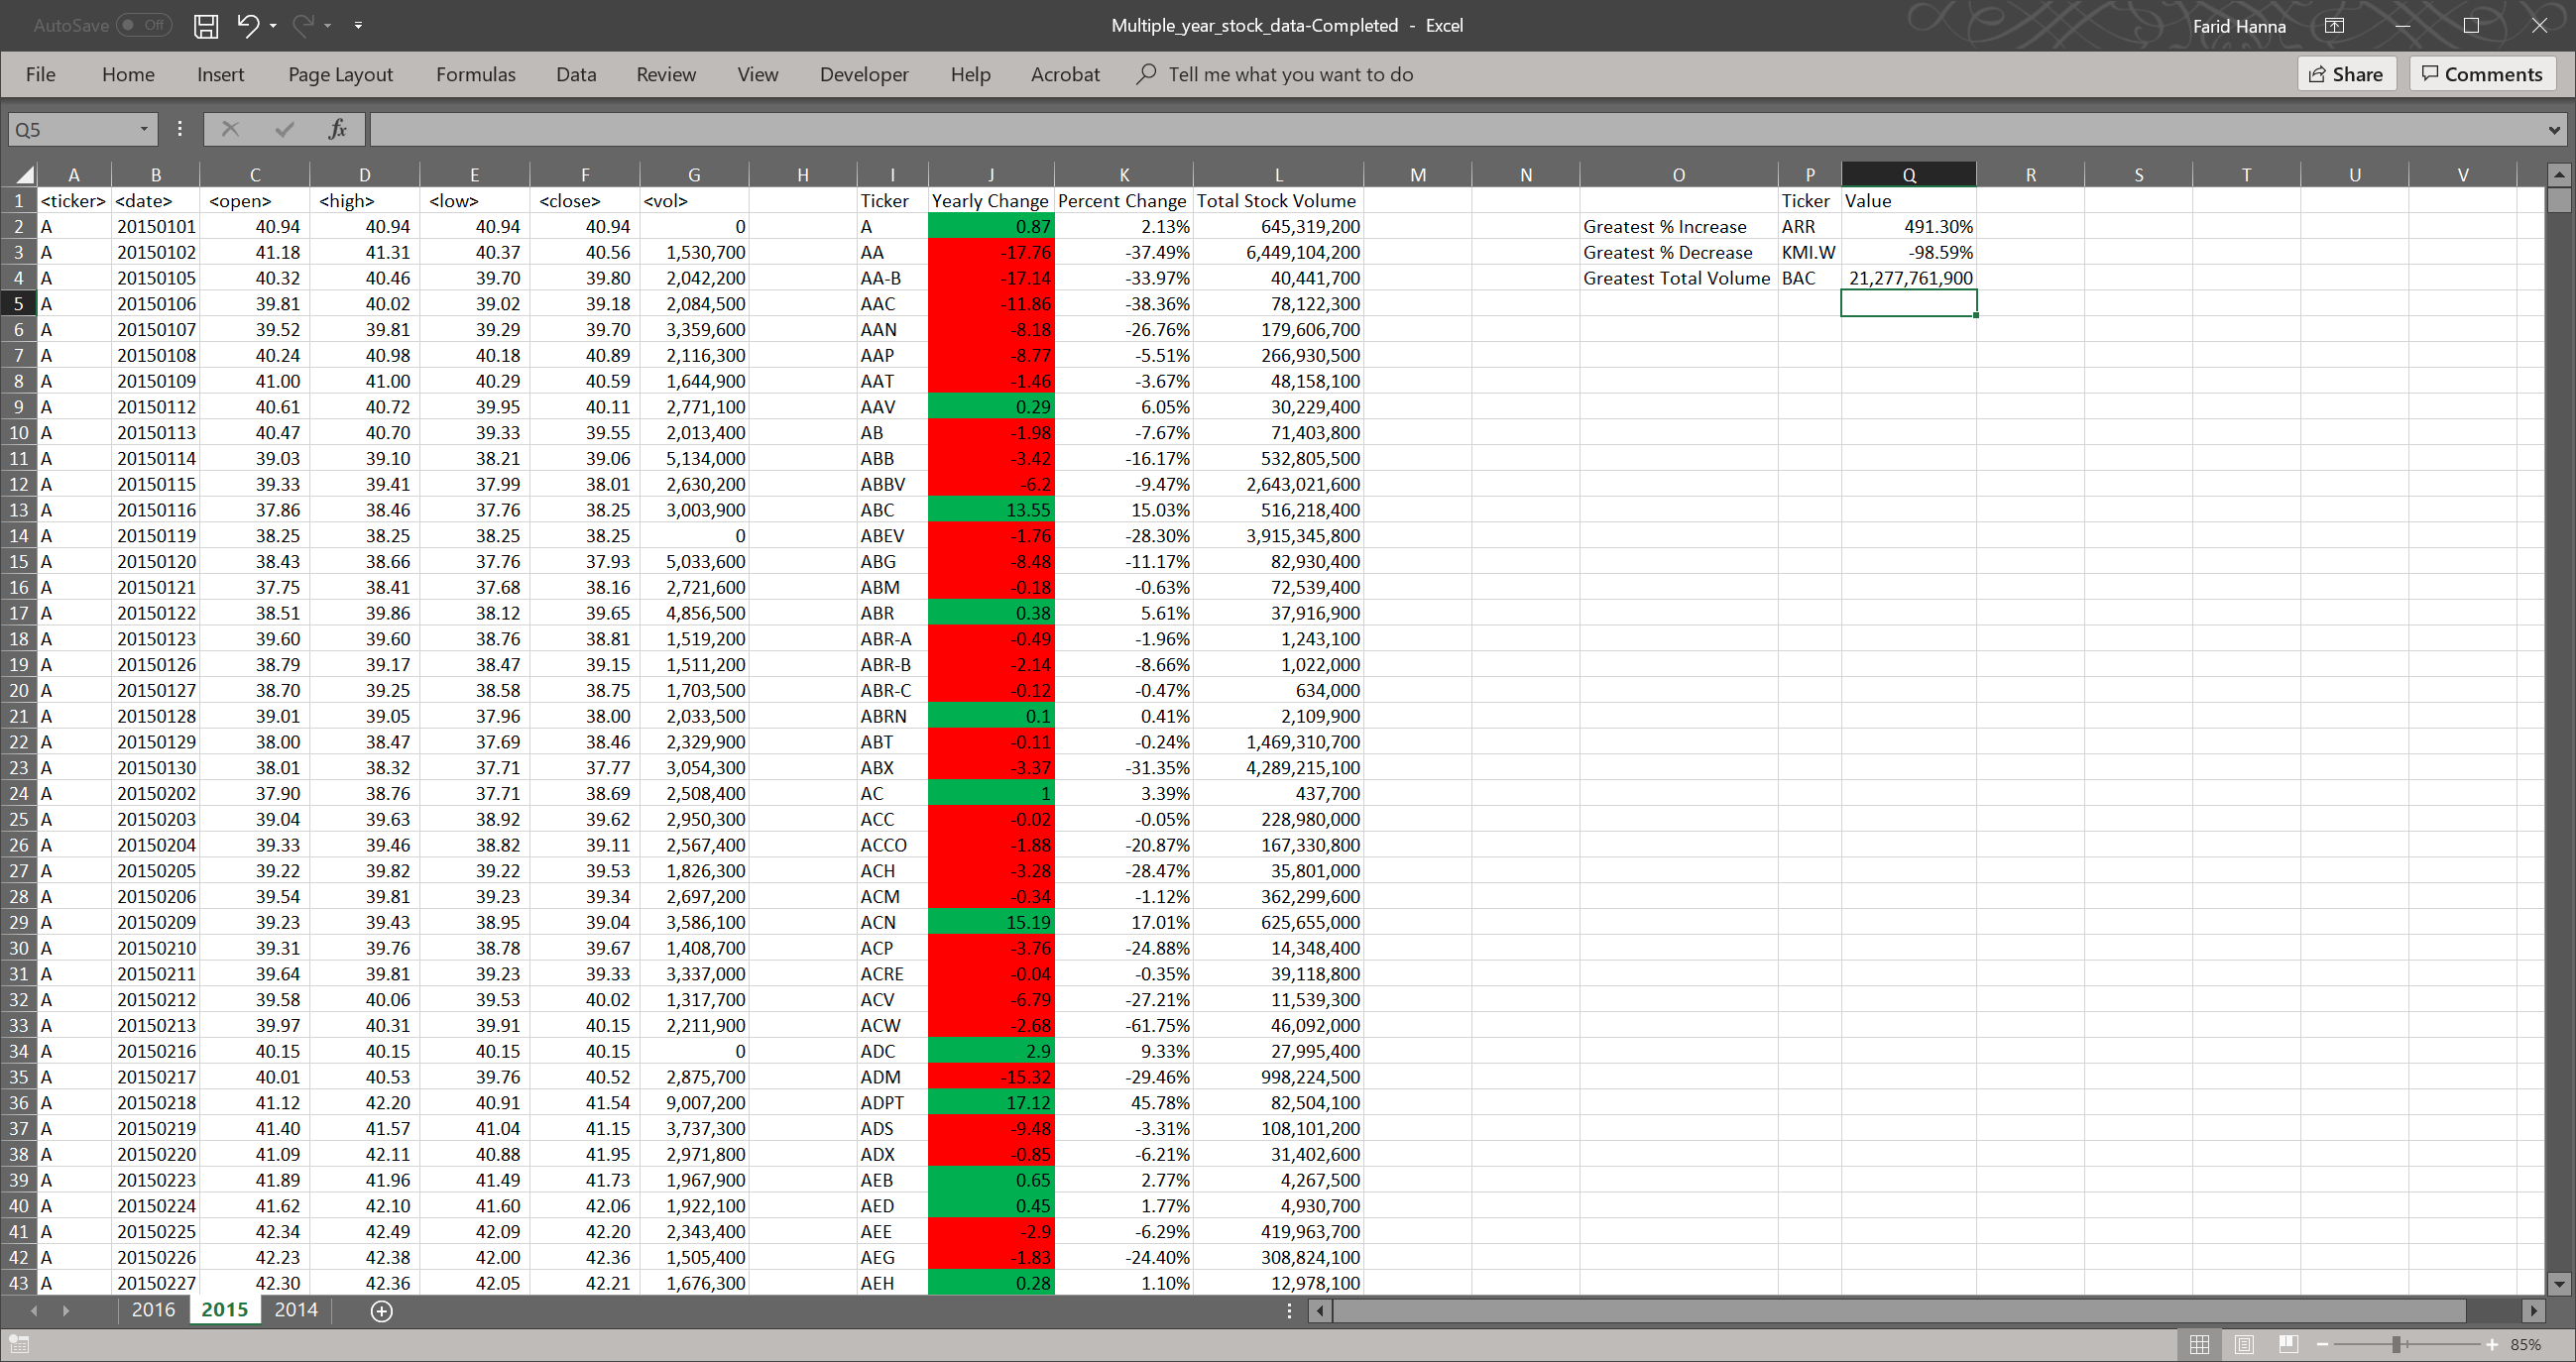 AutoSave Off Multiple_year_stock_data-Completed - Excel Farid Hanna
File Home Insert Page Layout Formulas Data Review View Developer Help Acrobat Tell me what you want to do Share Comments
Q5 fx
A B C D E F G H I J K L M N O P Q R S T U V
1 <ticker> <date> <open> <high> <low> <close> <vol> Ticker Yearly Change Percent Change Total Stock Volume Ticker Value
2 A 20150101 40.94 40.94 40.94 40.94 0 A 0.87 2.13% 645,319,200 Greatest % Increase ARR 491.30%
3 A 20150102 41.18 41.31 40.37 40.56 1,530,700 AA -17.76 -37.49% 6,449,104,200 Greatest % Decrease KMI.W -98.59%
4 A 20150105 40.32 40.46 39.70 39.80 2,042,200 AA-B -17.14 -33.97% 40,441,700 Greatest Total Volume BAC 21,277,761,900
5 A 20150106 39.81 40.02 39.02 39.18 2,084,500 AAC -11.86 -38.36% 78,122,300
6 A 20150107 39.52 39.81 39.29 39.70 3,359,600 AAN -8.18 -26.76% 179,606,700
7 A 20150108 40.24 40.98 40.18 40.89 2,116,300 AAP -8.77 -5.51% 266,930,500
8 A 20150109 41.00 41.00 40.29 40.59 1,644,900 AAT -1.46 -3.67% 48,158,100
9 A 20150112 40.61 40.72 39.95 40.11 2,771,100 AAV 0.29 6.05% 30,229,400
10 A 20150113 40.47 40.70 39.33 39.55 2,013,400 AB -1.98 -7.67% 71,403,800
11 A 20150114 39.03 39.10 38.21 39.06 5,134,000 ABB -3.42 -16.17% 532,805,500
12 A 20150115 39.33 39.41 37.99 38.01 2,630,200 ABBV -6.2 -9.47% 2,643,021,600
13 A 20150116 37.86 38.46 37.76 38.25 3,003,900 ABC 13.55 15.03% 516,218,400
14 A 20150119 38.25 38.25 38.25 38.25 0 ABEV -1.76 -28.30% 3,915,345,800
15 A 20150120 38.43 38.66 37.76 37.93 5,033,600 ABG -8.48 -11.17% 82,930,400
16 A 20150121 37.75 38.41 37.68 38.16 2,721,600 ABM -0.18 -0.63% 72,539,400
17 A 20150122 38.51 39.86 38.12 39.65 4,856,500 ABR 0.38 5.61% 37,916,900
18 A 20150123 39.60 39.60 38.76 38.81 1,519,200 ABR-A -0.49 -1.96% 1,243,100
19 A 20150126 38.79 39.17 38.47 39.15 1,511,200 ABR-B -2.14 -8.66% 1,022,000
20 A 20150127 38.70 39.25 38.58 38.75 1,703,500 ABR-C -0.12 -0.47% 634,000
21 A 20150128 39.01 39.05 37.96 38.00 2,033,500 ABRN 0.1 0.41% 2,109,900
22 A 20150129 38.00 38.47 37.69 38.46 2,329,900 ABT -0.11 -0.24% 1,469,310,700
23 A 20150130 38.01 38.32 37.71 37.77 3,054,300 ABX -3.37 -31.35% 4,289,215,100
24 A 20150202 37.90 38.76 37.71 38.69 2,508,400 AC 1 3.39% 437,700
25 A 20150203 39.04 39.63 38.92 39.62 2,950,300 ACC -0.02 -0.05% 228,980,000
26 A 20150204 39.33 39.46 38.82 39.11 2,567,400 ACCO -1.88 -20.87% 167,330,800
27 A 20150205 39.22 39.82 39.22 39.53 1,826,300 ACH -3.28 -28.47% 35,801,000
28 A 20150206 39.54 39.81 39.23 39.34 2,697,200 ACM -0.34 -1.12% 362,299,600
29 A 20150209 39.23 39.43 38.95 39.04 3,586,100 ACN 15.19 17.01% 625,655,000
30 A 20150210 39.31 39.76 38.78 39.67 1,408,700 ACP -3.76 -24.88% 14,348,400
31 A 20150211 39.64 39.81 39.23 39.33 3,337,000 ACRE -0.04 -0.35% 39,118,800
32 A 20150212 39.58 40.06 39.53 40.02 1,317,700 ACV -6.79 -27.21% 11,539,300
33 A 20150213 39.97 40.31 39.91 40.15 2,211,900 ACW -2.68 -61.75% 46,092,000
34 A 20150216 40.15 40.15 40.15 40.15 0 ADC 2.9 9.33% 27,995,400
35 A 20150217 40.01 40.53 39.76 40.52 2,875,700 ADM -15.32 -29.46% 998,224,500
36 A 20150218 41.12 42.20 40.91 41.54 9,007,200 ADPT 17.12 45.78% 82,504,100
37 A 20150219 41.40 41.57 41.04 41.15 3,737,300 ADS -9.48 -3.31% 108,101,200
38 A 20150220 41.09 42.11 40.88 41.95 2,971,800 ADX -0.85 -6.21% 31,402,600
39 A 20150223 41.89 41.96 41.49 41.73 1,967,900 AEB 0.65 2.77% 4,267,500
40 A 20150224 41.62 42.10 41.60 42.06 1,922,100 AED 0.45 1.77% 4,930,700
41 A 20150225 42.34 42.49 42.09 42.20 2,343,400 AEE -2.9 -6.29% 419,963,700
42 A 20150226 42.23 42.38 42.00 42.36 1,505,400 AEG -1.83 -24.40% 308,824,100
43 A 20150227 42.30 42.36 42.05 42.21 1,676,300 AEH 0.28 1.10% 12,978,100
2016 2015 2014
85%